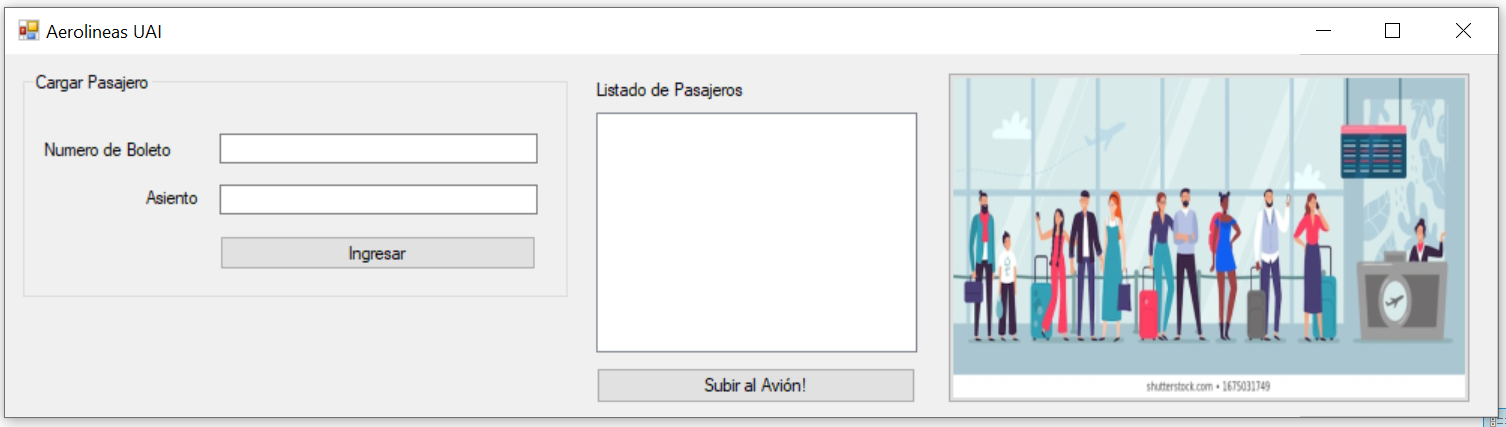 Aerolineas UAI
Cargar Pasajero
Numero de Boleto
Asiento
Ingresar
Listado de Pasajeros
Subir al Avión!
shutterstock.com • 1675031749